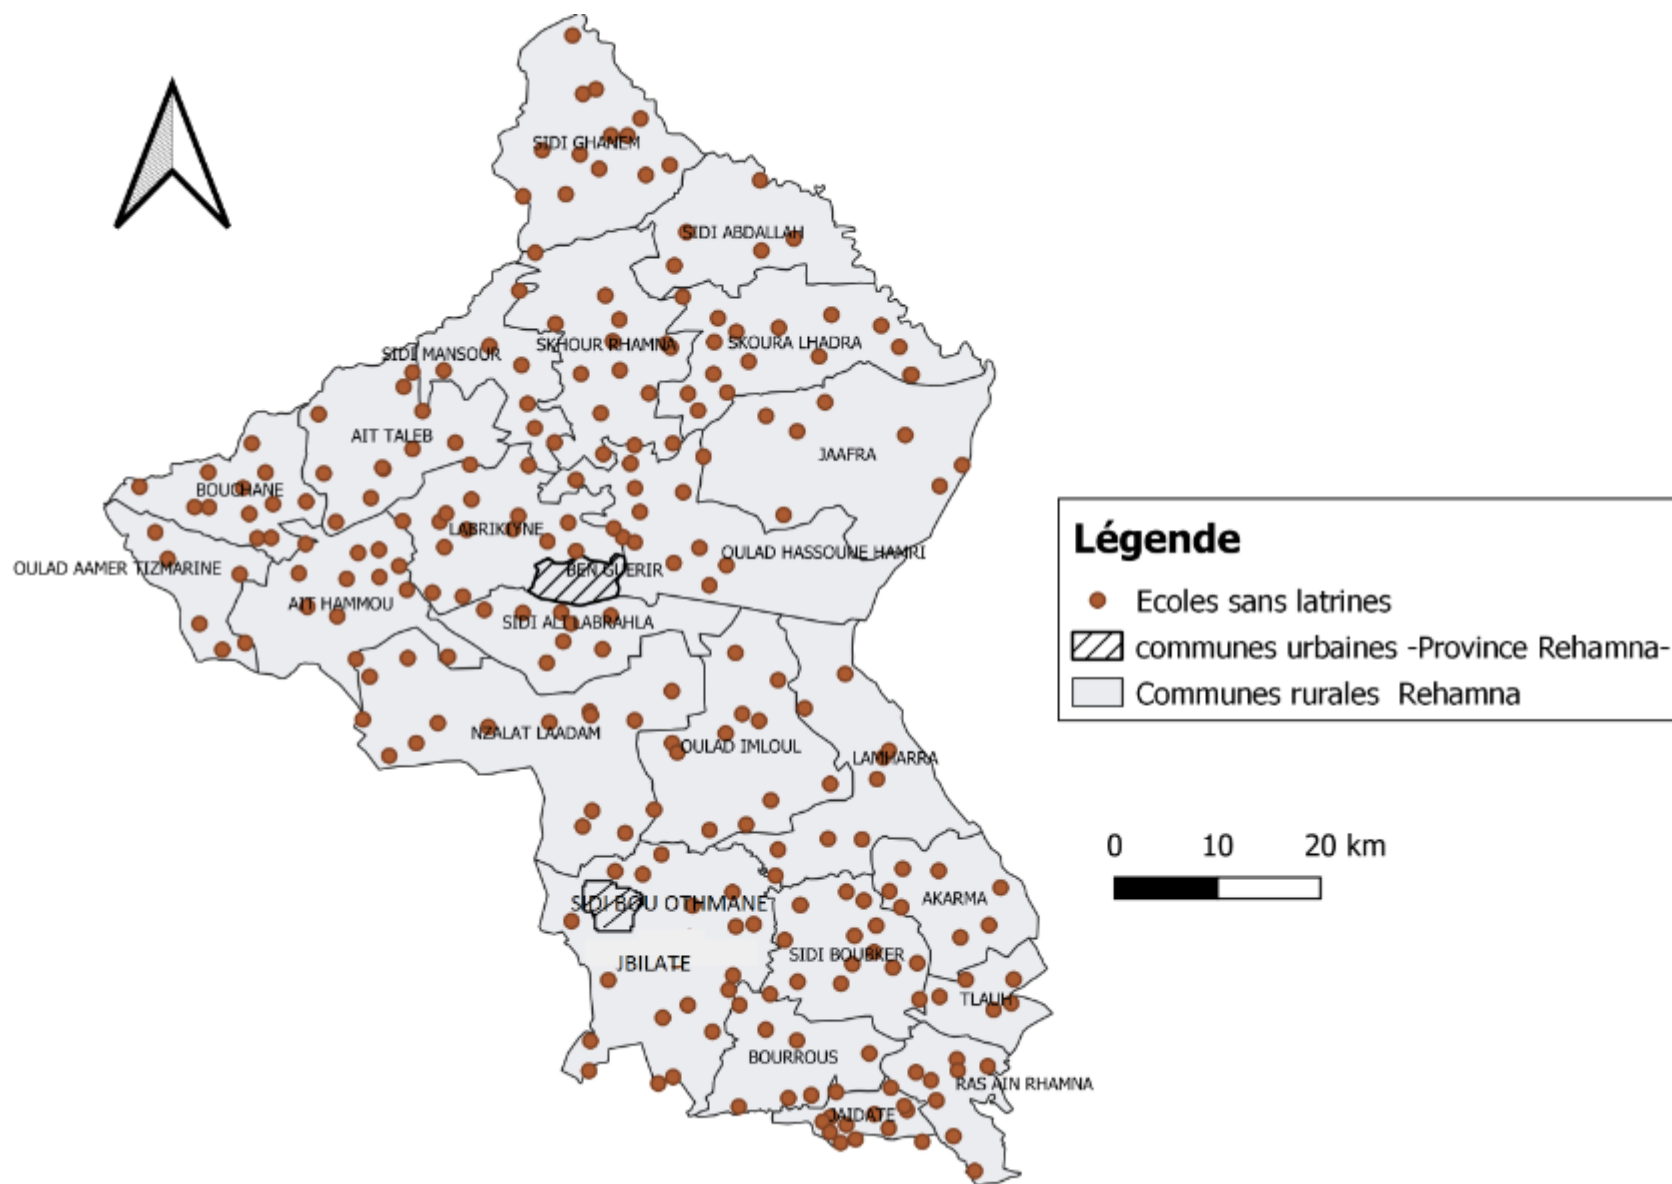 SIDI GHANEM
SIDI ABDALLAH
SIDI MANSOUR
SKHOUR RHAMNA
SKOURA LHADRA
AIT TALEB
JAAFRA
BOUCHANE
LABRIKIYNE
OULAD HASSOUNE HAMRI
OULAD AAMER TIZMARINE
BEN GUERIR
AIT HAMMOU
SIDI ALI LABRAHLA
NZALAT LAADAM
OULAD IMLOUL
LAMHARRA
SIDI BOU OTHMANE
AKARMA
JBILATE
SIDI BOUBKER
TLAUH
BOURROUS
RAS AIN RHAMNA
JAIDATE
Légende
Ecoles sans latrines
communes urbaines -Province Rehamna-
Communes rurales Rehamna
0 10 20 km